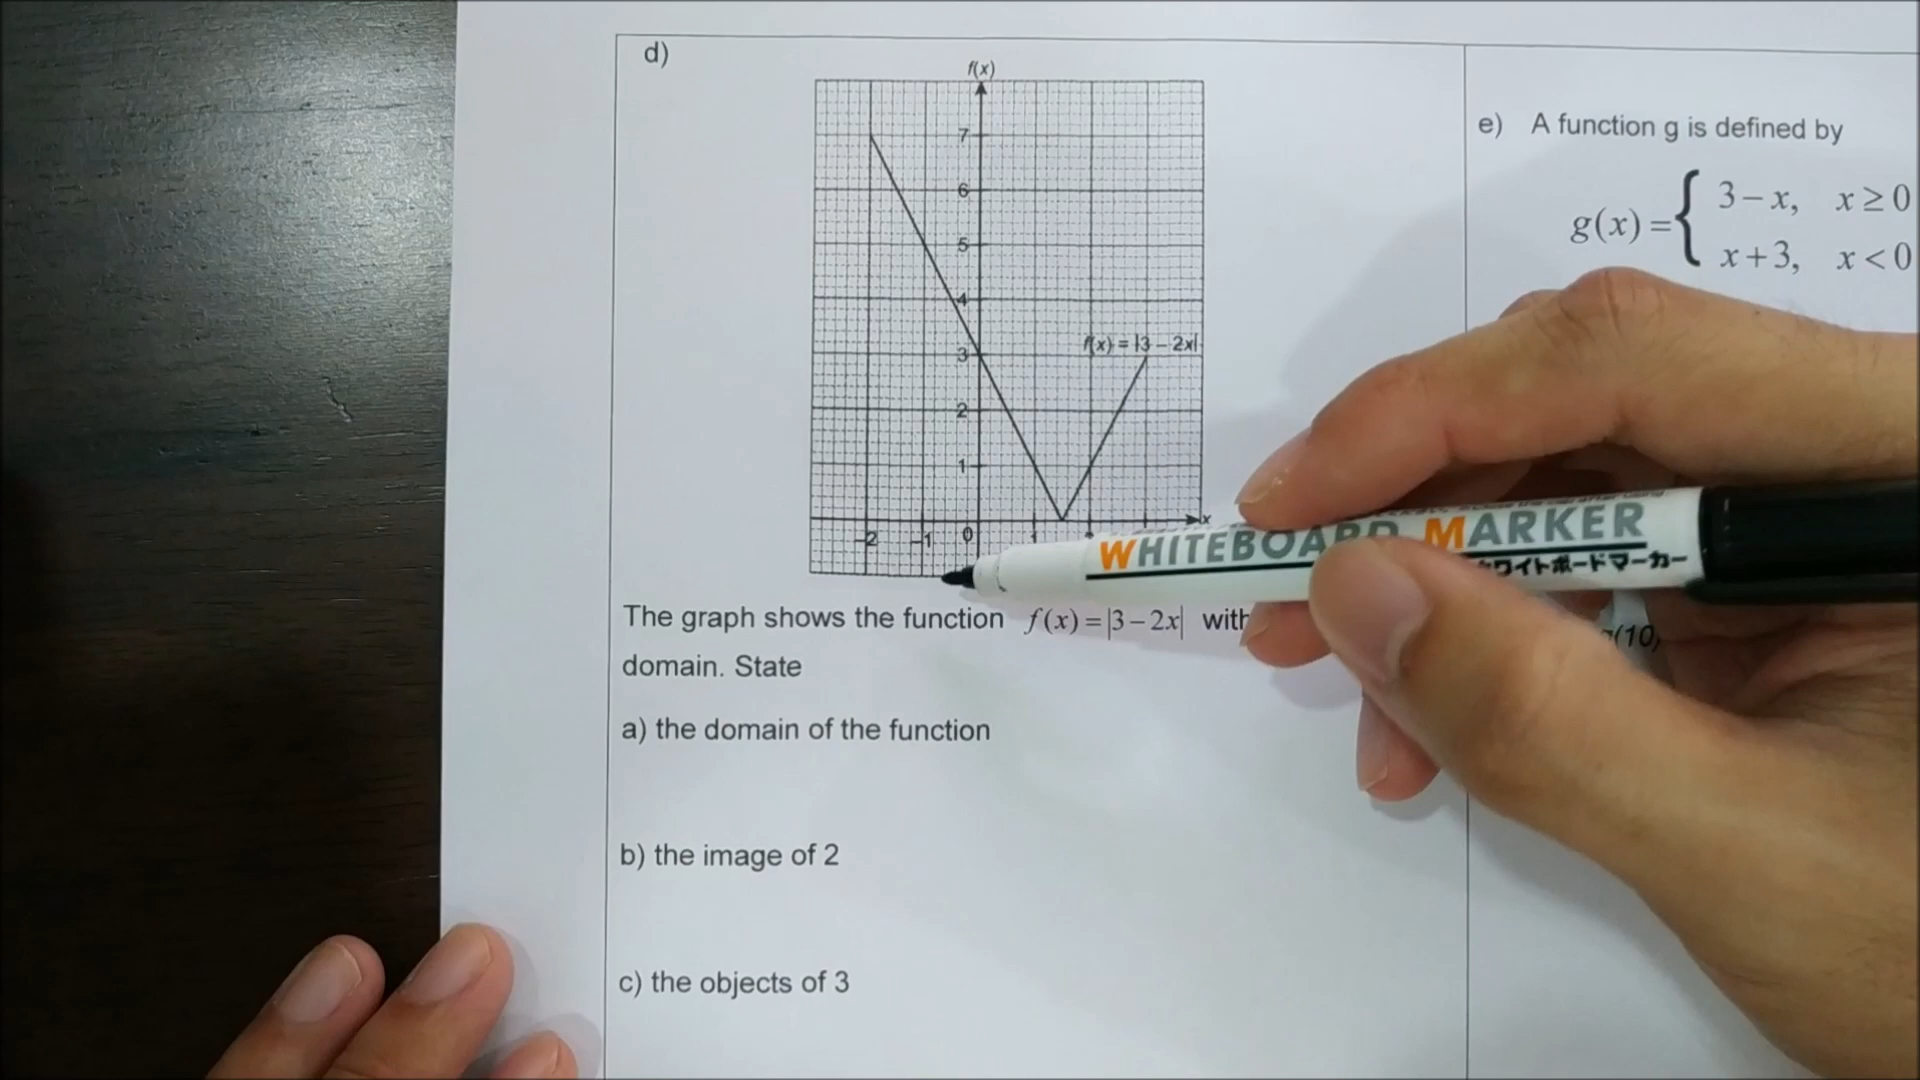 d)
f(x)
7
6
5
4
3
2
1
f(x) = |3 – 2x|
x
-2 -1 0 1
The graph shows the function f(x) = |3 – 2x|
domain. State
a) the domain of the function
b) the image of 2
c) the objects of 3
e) A function g is defined by
g(x) = { 3 – x, x ≥ 0
x + 3, x < 0
WHITEBOARD MARKER
ワイトボードマーカー